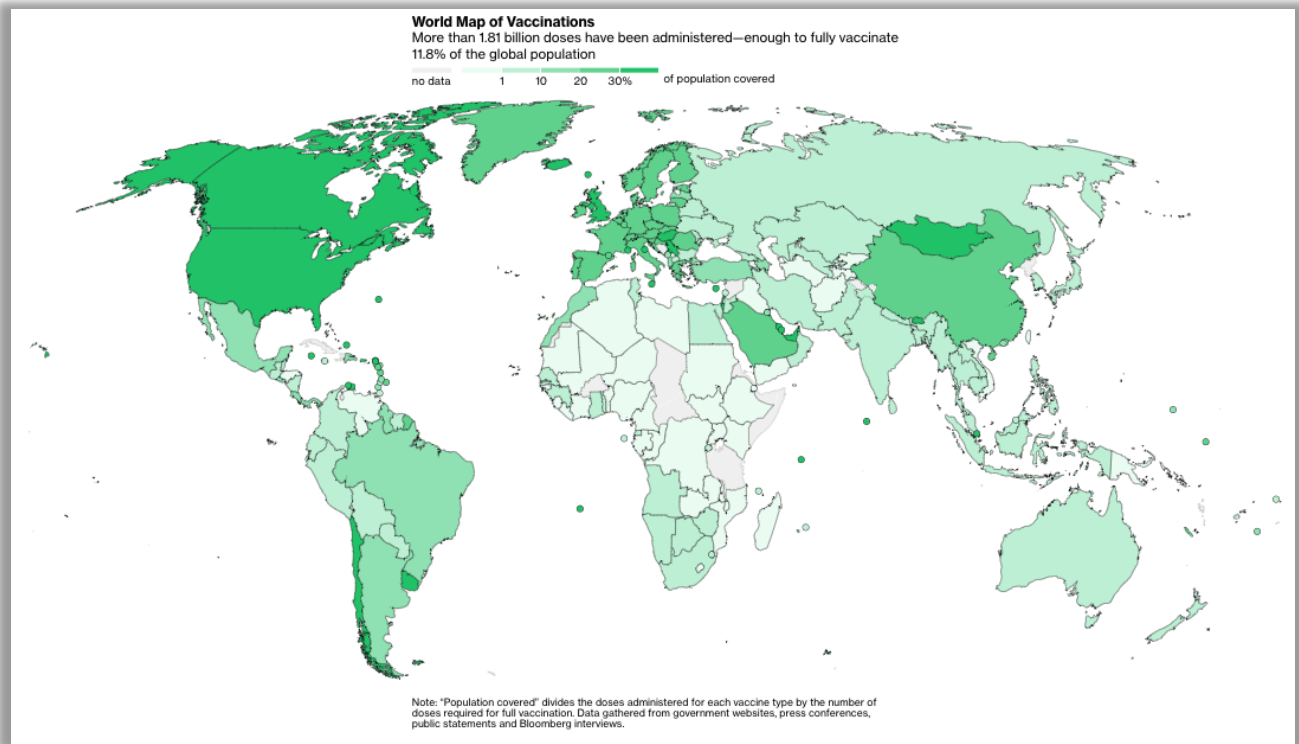 World Map of Vaccinations
More than 1.81 billion doses have been administered—enough to fully vaccinate
11.8% of the global population
no data 1 10 20 30% of population covered
Note: “Population covered” divides the doses administered for each vaccine type by the number of
doses required for full vaccination. Data gathered from government websites, press conferences,
public statements and Bloomberg interviews.